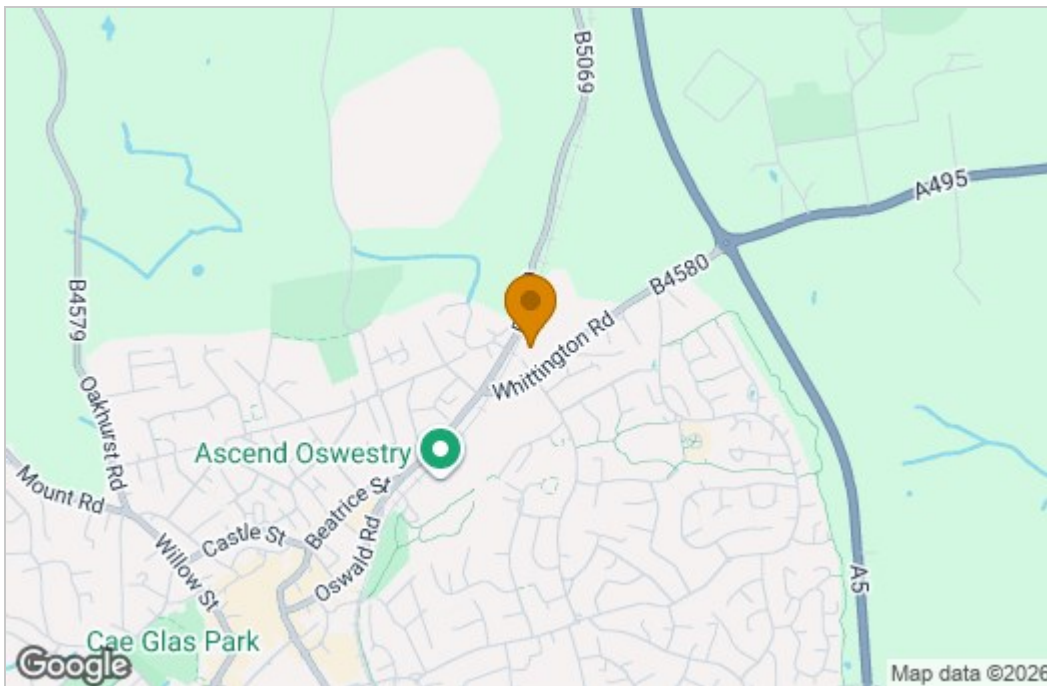 B5069
A495
B4580
B4579
Whittington Rd
Oakhurst Rd
Ascend Oswestry
Mount Rd
Beatrice St
Castle St
Willow St
Oswald Rd
A5
Cae Glas Park
Google
Map data ©2026